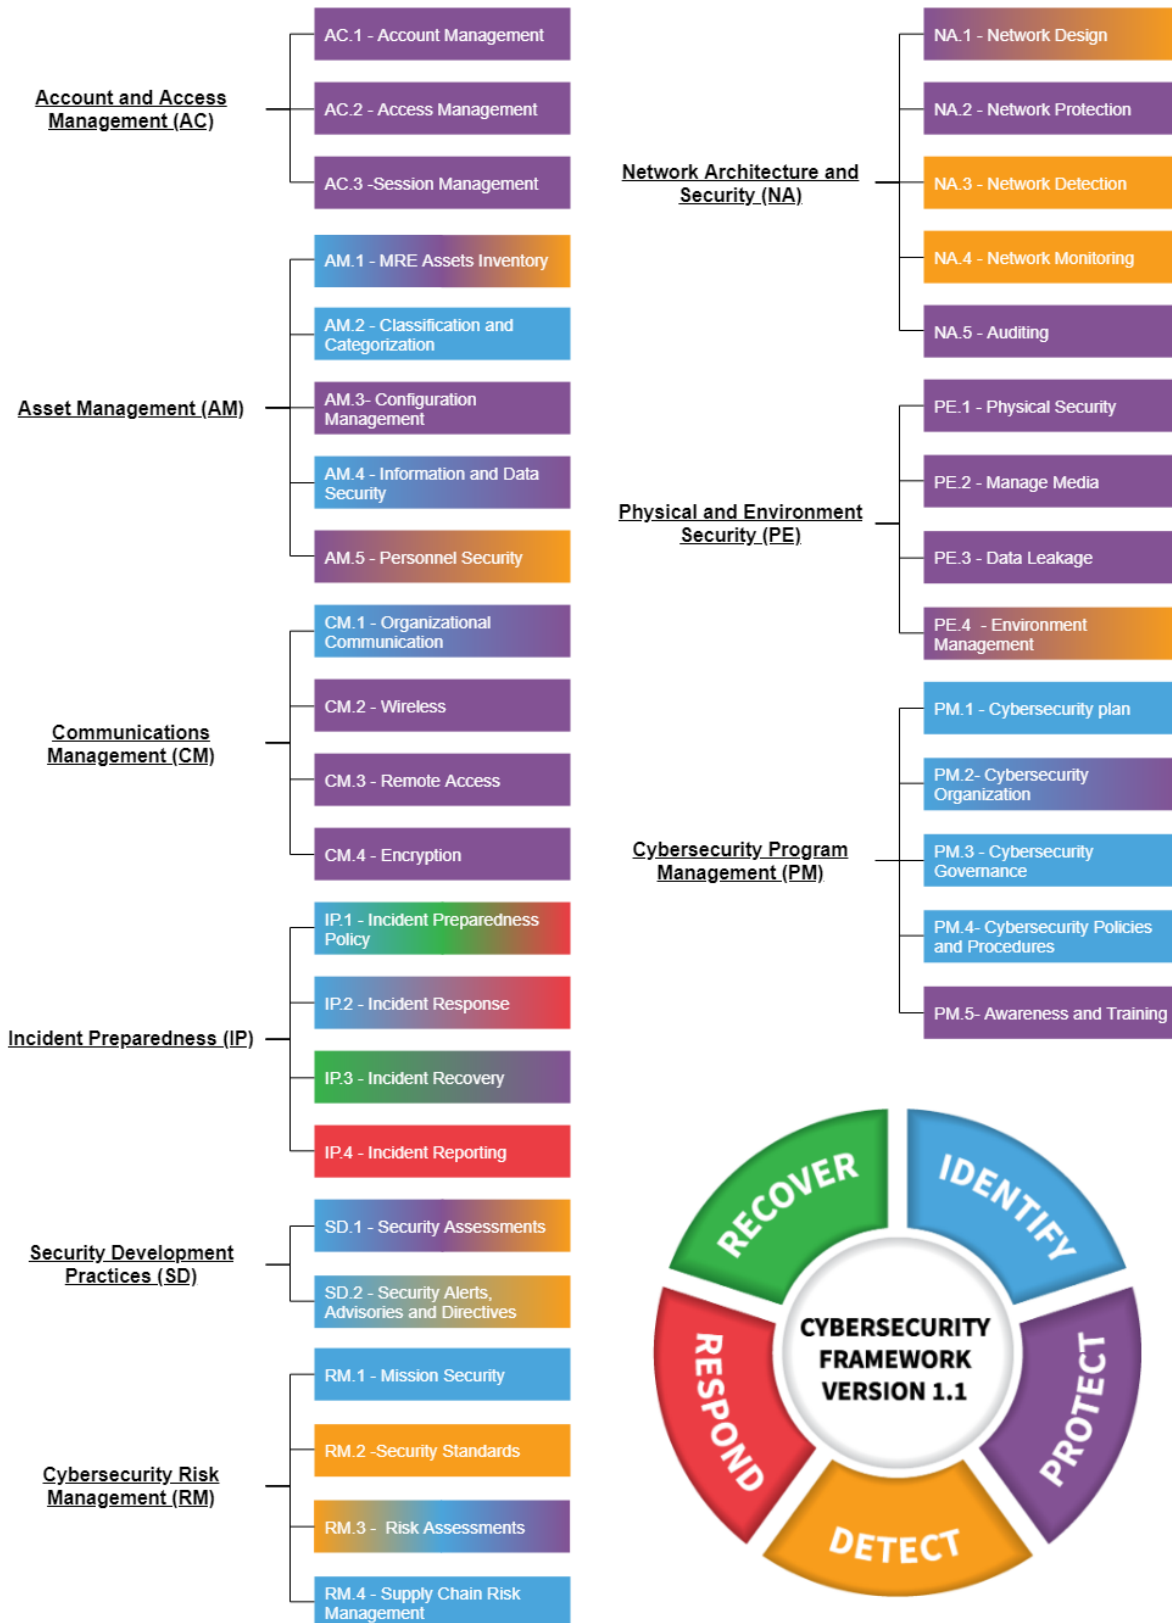 Account and Access
Management (AC)
AC.1 - Account Management
AC.2 - Access Management
AC.3 -Session Management
Asset Management (AM)
AM.1 - MRE Assets Inventory
AM.2 - Classification and
Categorization
AM.3- Configuration
Management
AM.4 - Information and Data
Security
AM.5 - Personnel Security
Communications
Management (CM)
CM.1 - Organizational
Communication
CM.2 - Wireless
CM.3 - Remote Access
CM.4 - Encryption
Incident Preparedness (IP)
IP.1 - Incident Preparedness
Policy
IP.2 - Incident Response
IP.3 - Incident Recovery
IP.4 - Incident Reporting
Security Development
Practices (SD)
SD.1 - Security Assessments
SD.2 - Security Alerts,
Advisories and Directives
Cybersecurity Risk
Management (RM)
RM.1 - Mission Security
RM.2 -Security Standards
RM.3 - Risk Assessments
RM.4 - Supply Chain Risk
Management
Network Architecture and
Security (NA)
NA.1 - Network Design
NA.2 - Network Protection
NA.3 - Network Detection
NA.4 - Network Monitoring
NA.5 - Auditing
Physical and Environment
Security (PE)
PE.1 - Physical Security
PE.2 - Manage Media
PE.3 - Data Leakage
PE.4 - Environment
Management
Cybersecurity Program
Management (PM)
PM.1 - Cybersecurity plan
PM.2- Cybersecurity
Organization
PM.3 - Cybersecurity
Governance
PM.4- Cybersecurity Policies
and Procedures
PM.5- Awareness and Training
RECOVER
IDENTIFY
PROTECT
DETECT
RESPOND
CYBERSECURITY
FRAMEWORK
VERSION 1.1